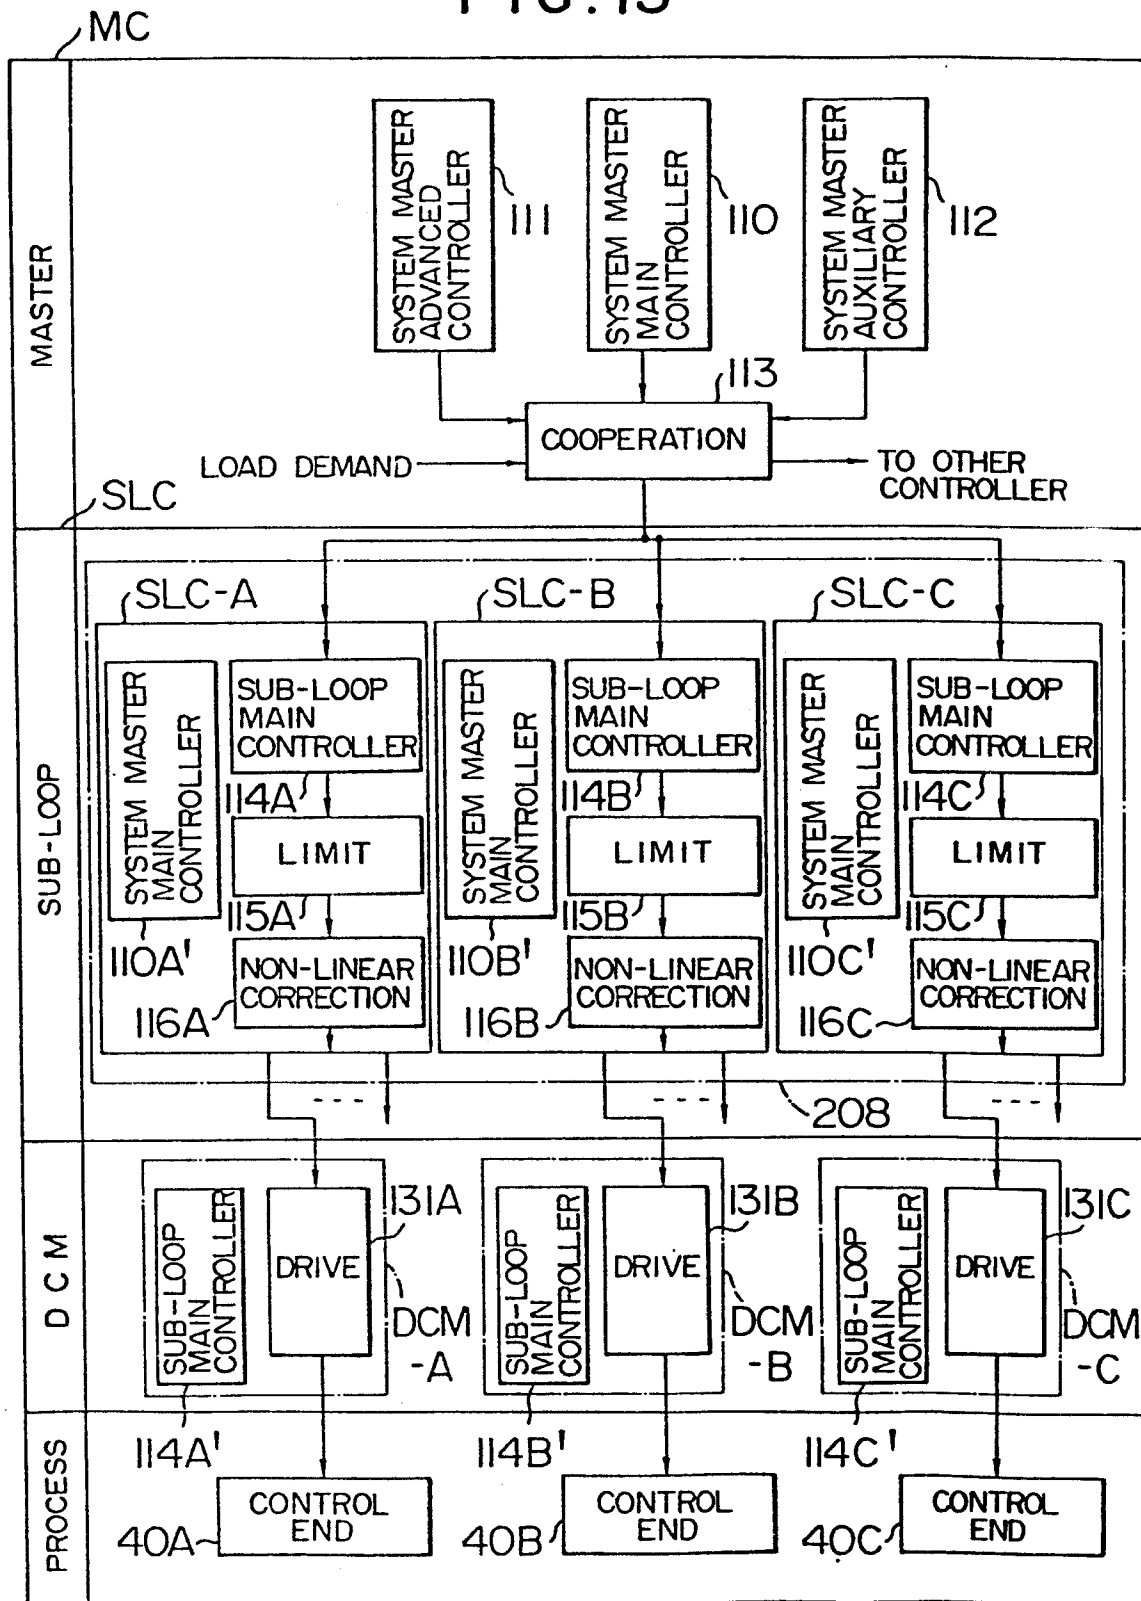 FIG. 13
MC
MASTER
SYSTEM MASTER
ADVANCED
CONTROLLER
111
SYSTEM MASTER
MAIN
CONTROLLER
110
SYSTEM MASTER
AUXILIARY
CONTROLLER
112
113
COOPERATION
LOAD DEMAND
TO OTHER
CONTROLLER
SLC
SUB-LOOP
SLC-A
SYSTEM MASTER
MAIN
CONTROLLER
110A'
SUB-LOOP
MAIN
CONTROLLER
114A
LIMIT
115A
NON-LINEAR
CORRECTION
116A
SLC-B
SYSTEM MASTER
MAIN
CONTROLLER
110B'
SUB-LOOP
MAIN
CONTROLLER
114B
LIMIT
115B
NON-LINEAR
CORRECTION
116B
SLC-C
SYSTEM MASTER
MAIN
CONTROLLER
110C'
SUB-LOOP
MAIN
CONTROLLER
114C
LIMIT
115C
NON-LINEAR
CORRECTION
116C
208
DCM
SUB-LOOP
MAIN
CONTROLLER
114A'
DRIVE
131A
DCM
-A
SUB-LOOP
MAIN
CONTROLLER
114B'
DRIVE
131B
DCM
-B
SUB-LOOP
MAIN
CONTROLLER
114C'
DRIVE
131C
DCM
-C
PROCESS
CONTROL
END
40A
CONTROL
END
40B
CONTROL
END
40C